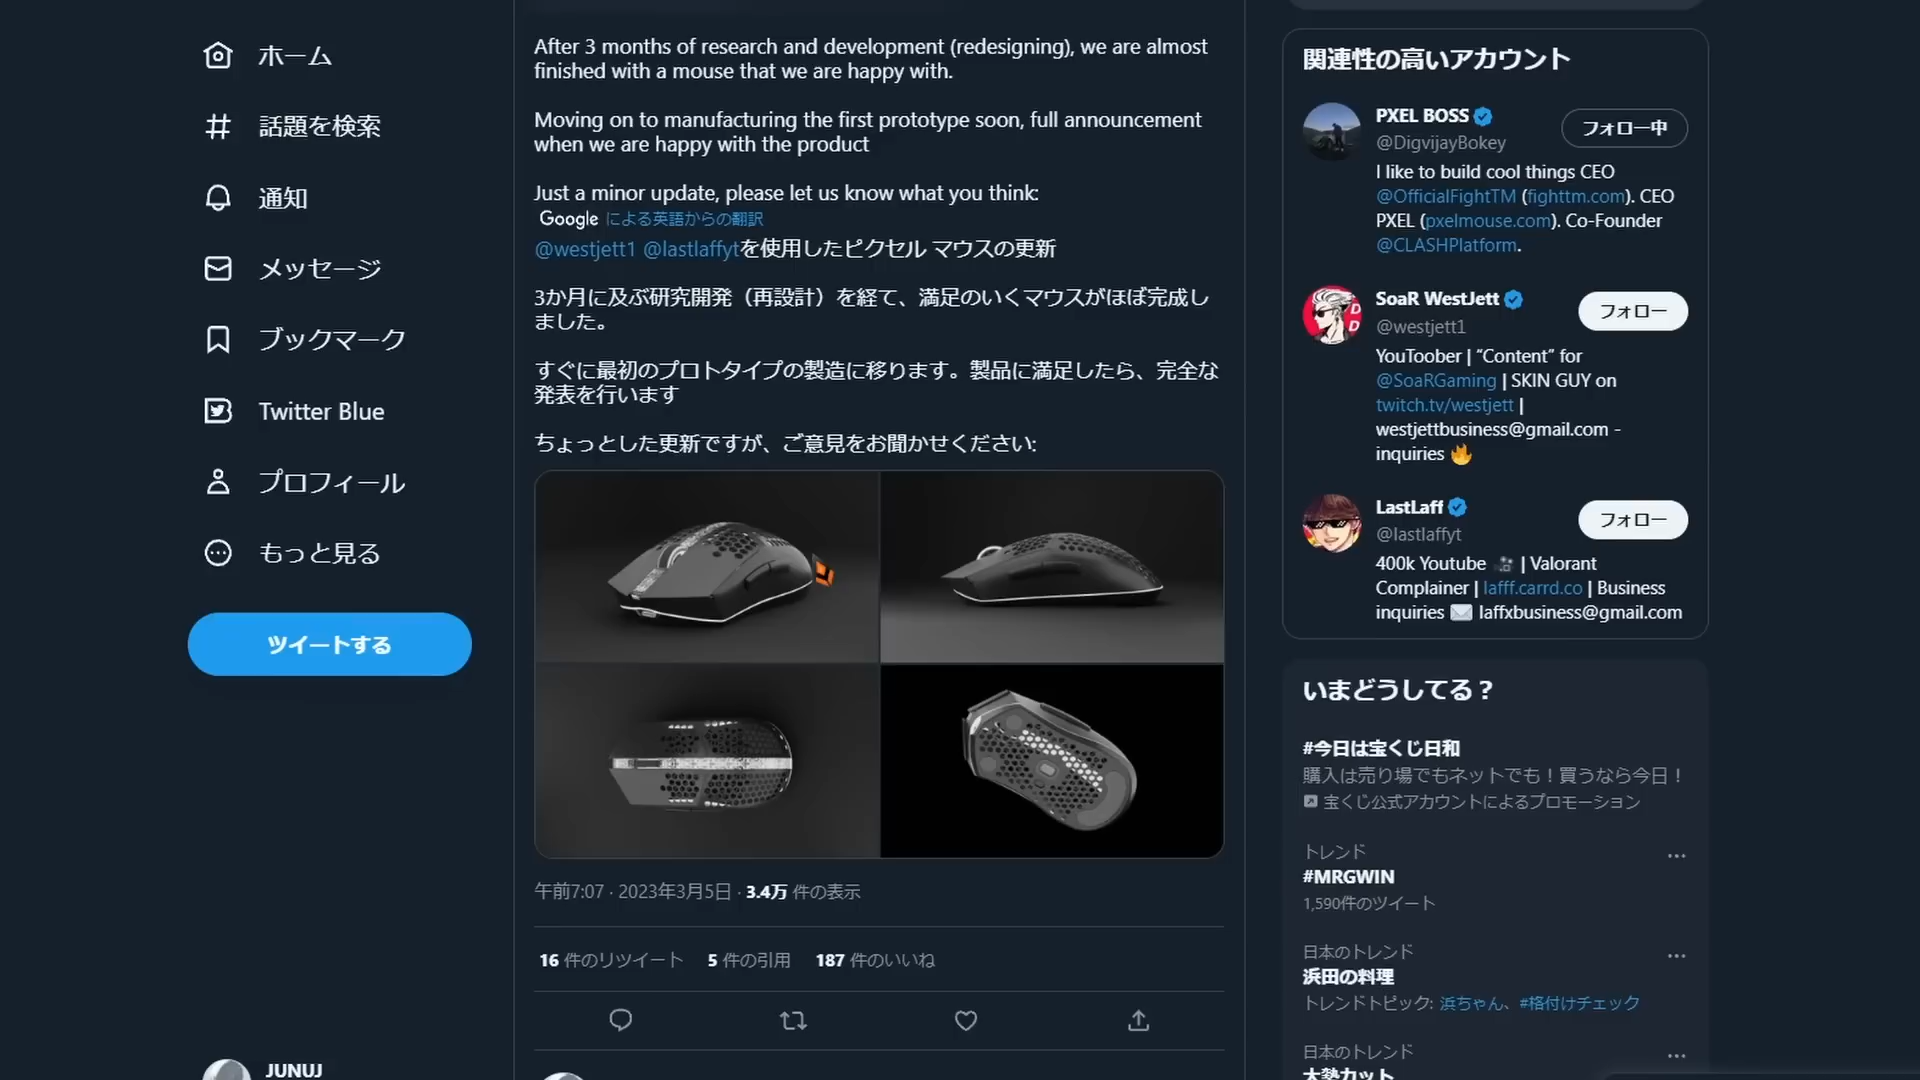 ホーム
話題を検索
通知
メッセージ
ブックマーク
Twitter Blue
プロフィール
もっと見る
ツイートする
JUNUJ
After 3 months of research and development (redesigning), we are almost
finished with a mouse that we are happy with.
Moving on to manufacturing the first prototype soon, full announcement
when we are happy with the product
Just a minor update, please let us know what you think:
Google による英語からの翻訳
@westjett1 @lastlaffytを使用したピクセル マウスの更新
3か月に及ぶ研究開発（再設計）を経て、満足のいくマウスがほぼ完成し
ました。
すぐに最初のプロトタイプの製造に移ります。製品に満足したら、完全な
発表を行います
ちょっとした更新ですが、ご意見をお聞かせください:
午前7:07 · 2023年3月5日 · 3.4万 件の表示
16 件のリツイート 5 件の引用 187 件のいいね
関連性の高いアカウント
PXEL BOSS
@DigvijayBokey
フォロー中
I like to build cool things CEO
@OfficialFightTM (fighttm.com). CEO
PXEL (pxelmouse.com). Co-Founder
@CLASHPlatform.
SoaR WestJett
@westjett1
フォロー
YouToober | “Content” for
@SoaRGaming | SKIN GUY on
twitch.tv/westjett |
westjettbusiness@gmail.com -
inquiries 🔥
LastLaff
@lastlaffyt
フォロー
400k Youtube 🎥 | Valorant
Complainer | lafff.carrd.co | Business
inquiries ✉️ laffxbusiness@gmail.com
いまどうしてる？
#今日は宝くじ日和
購入は売り場でもネットでも！買うなら今日！
宝くじ公式アカウントによるプロモーション
トレンド
#MRGWIN
1,590件のツイート
日本のトレンド
浜田の料理
トレンドトピック: 浜ちゃん、#格付けチェック
日本のトレンド
大勢カット